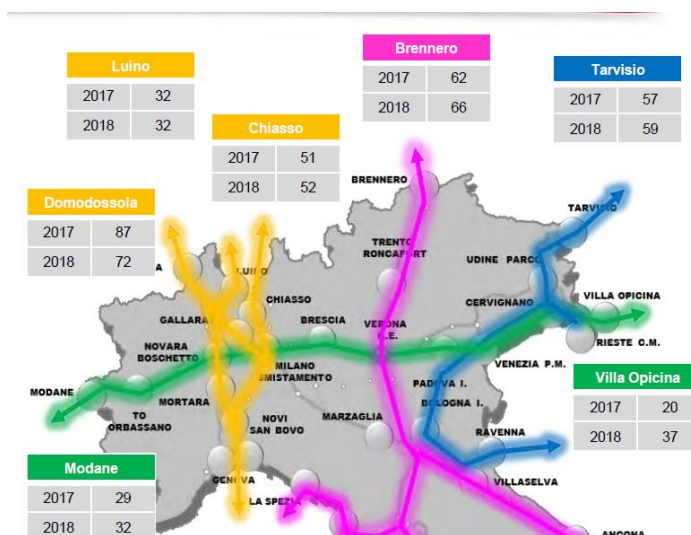 Luino
2017 32
2018 32
Brennero
2017 62
2018 66
Tarvisio
2017 57
2018 59
Chiasso
2017 51
2018 52
Domodossola
2017 87
2018 72
BRENNERO
TARVISIO
TRENTO
RONCAFORT
UDINE PARCO
LUINO
CHIASSO
CERVIGNANO
VILLA OPICINA
GALLARA
BRESCIA
VERONA
Q.E.
RIESTE C.M.
NOVARA
BOSCHETTO
MILANO
SMISTAMENTO
VENEZIA P.M.
MODANE
PADOVA I.
MORTARA
TO
ORBASSANO
NOVI
SAN BOVO
MARZAGLIA
BOLOGNA I.
RAVENNA
Villa Opicina
2017 20
2018 37
Modane
2017 29
2018 32
GENOVA
LA SPEZIA
VILLASELVA
ANCONA